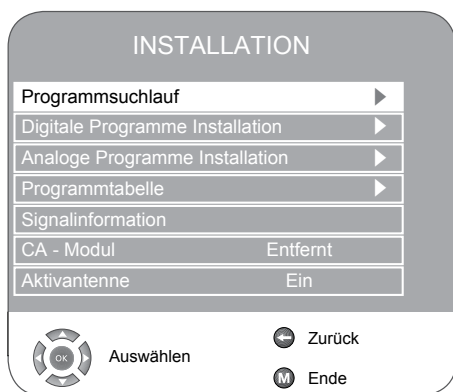 INSTALLATION
Programmsuchlauf
Digitale Programme Installation
Analoge Programme Installation
Programmtabelle
Signalinformation
CA - Modul Entfernt
Aktivantenne Ein
OK Auswählen
Zurück
M Ende